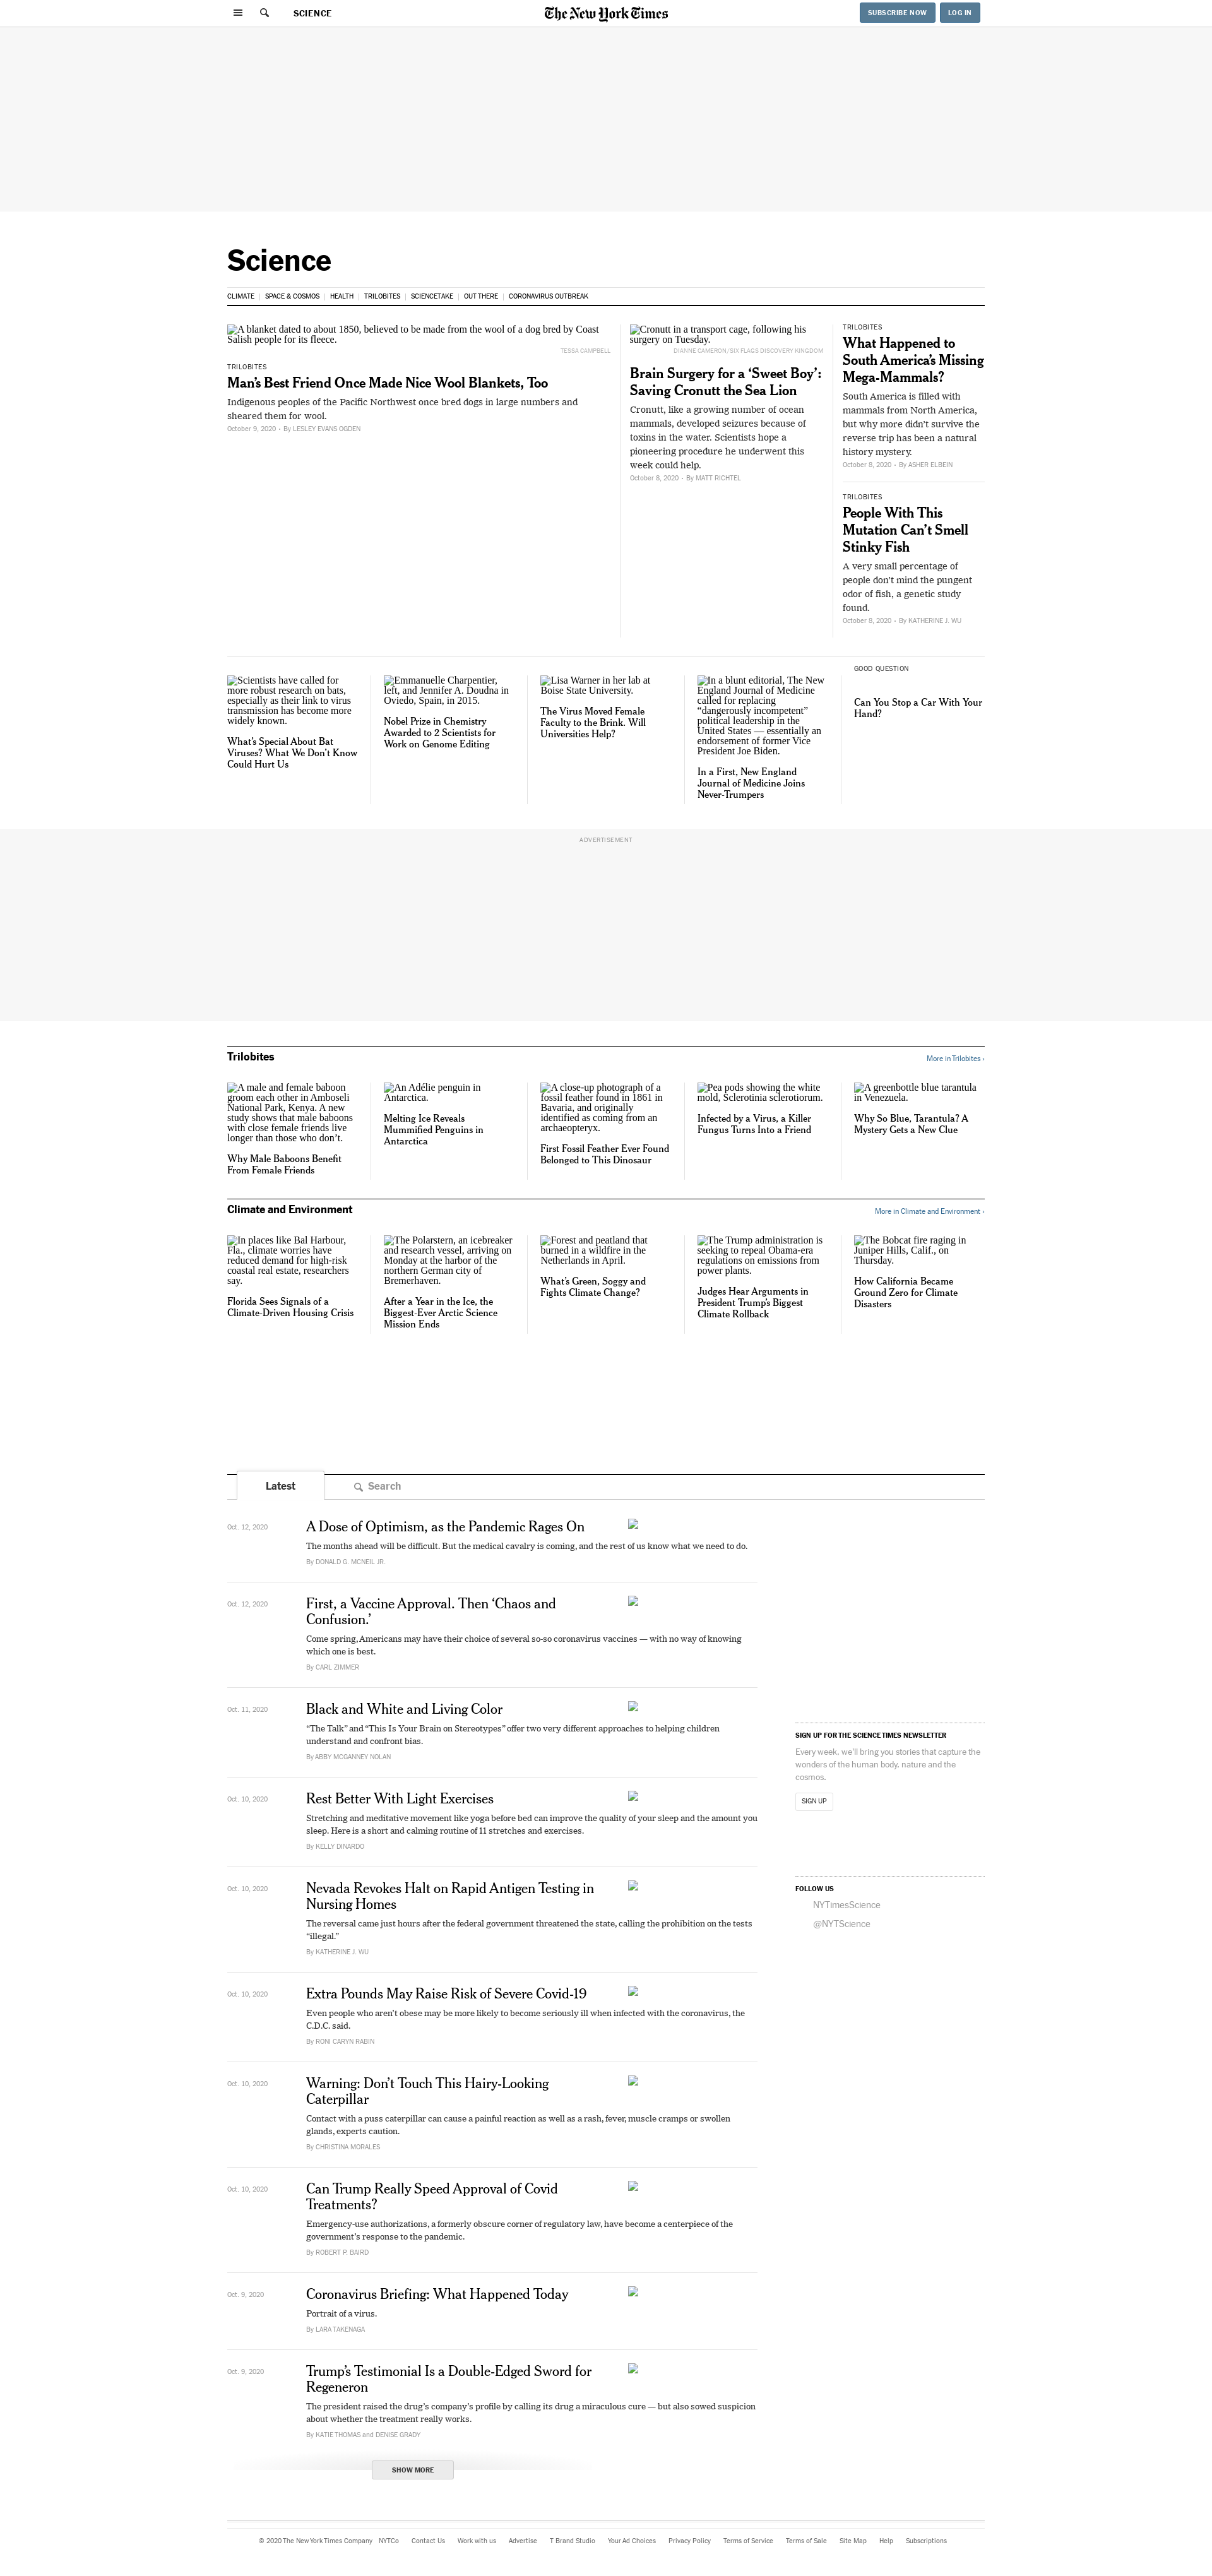 SCIENCE
The New York Times
SUBSCRIBE NOW
LOG IN
Science
CLIMATE
SPACE & COSMOS
HEALTH
TRILOBITES
SCIENCETAKE
OUT THERE
CORONAVIRUS OUTBREAK
A blanket dated to about 1850, believed to be made from the wool of a dog bred by Coast
Salish people for its fleece.
TESSA CAMPBELL
TRILOBITES
Man’s Best Friend Once Made Nice Wool Blankets, Too
Indigenous peoples of the Pacific Northwest once bred dogs in large numbers and
sheared them for wool.
October 9, 2020 - By LESLEY EVANS OGDEN
Cronutt in a transport cage, following his
surgery on Tuesday.
DIANNE CAMERON/SIX FLAGS DISCOVERY KINGDOM
Brain Surgery for a ‘Sweet Boy’:
Saving Cronutt the Sea Lion
Cronutt, like a growing number of ocean
mammals, developed seizures because of
toxins in the water. Scientists hope a
pioneering procedure he underwent this
week could help.
October 8, 2020 - By MATT RICHTEL
TRILOBITES
What Happened to
South America’s Missing
Mega-Mammals?
South America is filled with
mammals from North America,
but why more didn’t survive the
reverse trip has been a natural
history mystery.
October 8, 2020 - By ASHER ELBEIN
TRILOBITES
People With This
Mutation Can’t Smell
Stinky Fish
A very small percentage of
people don’t mind the pungent
odor of fish, a genetic study
found.
October 8, 2020 - By KATHERINE J. WU
Scientists have called for
more robust research on bats,
especially as their link to virus
transmission has become more
widely known.
What’s Special About Bat
Viruses? What We Don’t Know
Could Hurt Us
Emmanuelle Charpentier,
left, and Jennifer A. Doudna in
Oviedo, Spain, in 2015.
Nobel Prize in Chemistry
Awarded to 2 Scientists for
Work on Genome Editing
Lisa Warner in her lab at
Boise State University.
The Virus Moved Female
Faculty to the Brink. Will
Universities Help?
In a blunt editorial, The New
England Journal of Medicine
called for replacing
“dangerously incompetent”
political leadership in the
United States — essentially an
endorsement of former Vice
President Joe Biden.
In a First, New England
Journal of Medicine Joins
Never-Trumpers
GOOD QUESTION
Can You Stop a Car With Your
Hand?
ADVERTISEMENT
Trilobites
More in Trilobites ›
A male and female baboon
groom each other in Amboseli
National Park, Kenya. A new
study shows that male baboons
with close female friends live
longer than those who don’t.
Why Male Baboons Benefit
From Female Friends
An Adélie penguin in
Antarctica.
Melting Ice Reveals
Mummified Penguins in
Antarctica
A close-up photograph of a
fossil feather found in 1861 in
Bavaria, and originally
identified as coming from an
archaeopteryx.
First Fossil Feather Ever Found
Belonged to This Dinosaur
Pea pods showing the white
mold, Sclerotinia sclerotiorum.
Infected by a Virus, a Killer
Fungus Turns Into a Friend
A greenbottle blue tarantula
in Venezuela.
Why So Blue, Tarantula? A
Mystery Gets a New Clue
Climate and Environment
More in Climate and Environment ›
In places like Bal Harbour,
Fla., climate worries have
reduced demand for high-risk
coastal real estate, researchers
say.
Florida Sees Signals of a
Climate-Driven Housing Crisis
The Polarstern, an icebreaker
and research vessel, arriving on
Monday at the harbor of the
northern German city of
Bremerhaven.
After a Year in the Ice, the
Biggest-Ever Arctic Science
Mission Ends
Forest and peatland that
burned in a wildfire in the
Netherlands in April.
What’s Green, Soggy and
Fights Climate Change?
The Trump administration is
seeking to repeal Obama-era
regulations on emissions from
power plants.
Judges Hear Arguments in
President Trump’s Biggest
Climate Rollback
The Bobcat fire raging in
Juniper Hills, Calif., on
Thursday.
How California Became
Ground Zero for Climate
Disasters
Latest
Search
Oct. 12, 2020
A Dose of Optimism, as the Pandemic Rages On
The months ahead will be difficult. But the medical cavalry is coming, and the rest of us know what we need to do.
By DONALD G. MCNEIL JR.
Oct. 12, 2020
First, a Vaccine Approval. Then ‘Chaos and
Confusion.’
Come spring, Americans may have their choice of several so-so coronavirus vaccines — with no way of knowing
which one is best.
By CARL ZIMMER
Oct. 11, 2020
Black and White and Living Color
“The Talk” and “This Is Your Brain on Stereotypes” offer two very different approaches to helping children
understand and confront bias.
By ABBY MCGANNEY NOLAN
Oct. 10, 2020
Rest Better With Light Exercises
Stretching and meditative movement like yoga before bed can improve the quality of your sleep and the amount you
sleep. Here is a short and calming routine of 11 stretches and exercises.
By KELLY DINARDO
Oct. 10, 2020
Nevada Revokes Halt on Rapid Antigen Testing in
Nursing Homes
The reversal came just hours after the federal government threatened the state, calling the prohibition on the tests
“illegal.”
By KATHERINE J. WU
Oct. 10, 2020
Extra Pounds May Raise Risk of Severe Covid-19
Even people who aren’t obese may be more likely to become seriously ill when infected with the coronavirus, the
C.D.C. said.
By RONI CARYN RABIN
Oct. 10, 2020
Warning: Don’t Touch This Hairy-Looking
Caterpillar
Contact with a puss caterpillar can cause a painful reaction as well as a rash, fever, muscle cramps or swollen
glands, experts caution.
By CHRISTINA MORALES
Oct. 10, 2020
Can Trump Really Speed Approval of Covid
Treatments?
Emergency-use authorizations, a formerly obscure corner of regulatory law, have become a centerpiece of the
government’s response to the pandemic.
By ROBERT P. BAIRD
Oct. 9, 2020
Coronavirus Briefing: What Happened Today
Portrait of a virus.
By LARA TAKENAGA
Oct. 9, 2020
Trump’s Testimonial Is a Double-Edged Sword for
Regeneron
The president raised the drug’s company’s profile by calling its drug a miraculous cure — but also sowed suspicion
about whether the treatment really works.
By KATIE THOMAS and DENISE GRADY
SHOW MORE
SIGN UP FOR THE SCIENCE TIMES NEWSLETTER
Every week, we’ll bring you stories that capture the
wonders of the human body, nature and the
cosmos.
SIGN UP
FOLLOW US
NYTimesScience
@NYTScience
© 2020 The New York Times Company
NYTCo
Contact Us
Work with us
Advertise
T Brand Studio
Your Ad Choices
Privacy Policy
Terms of Service
Terms of Sale
Site Map
Help
Subscriptions